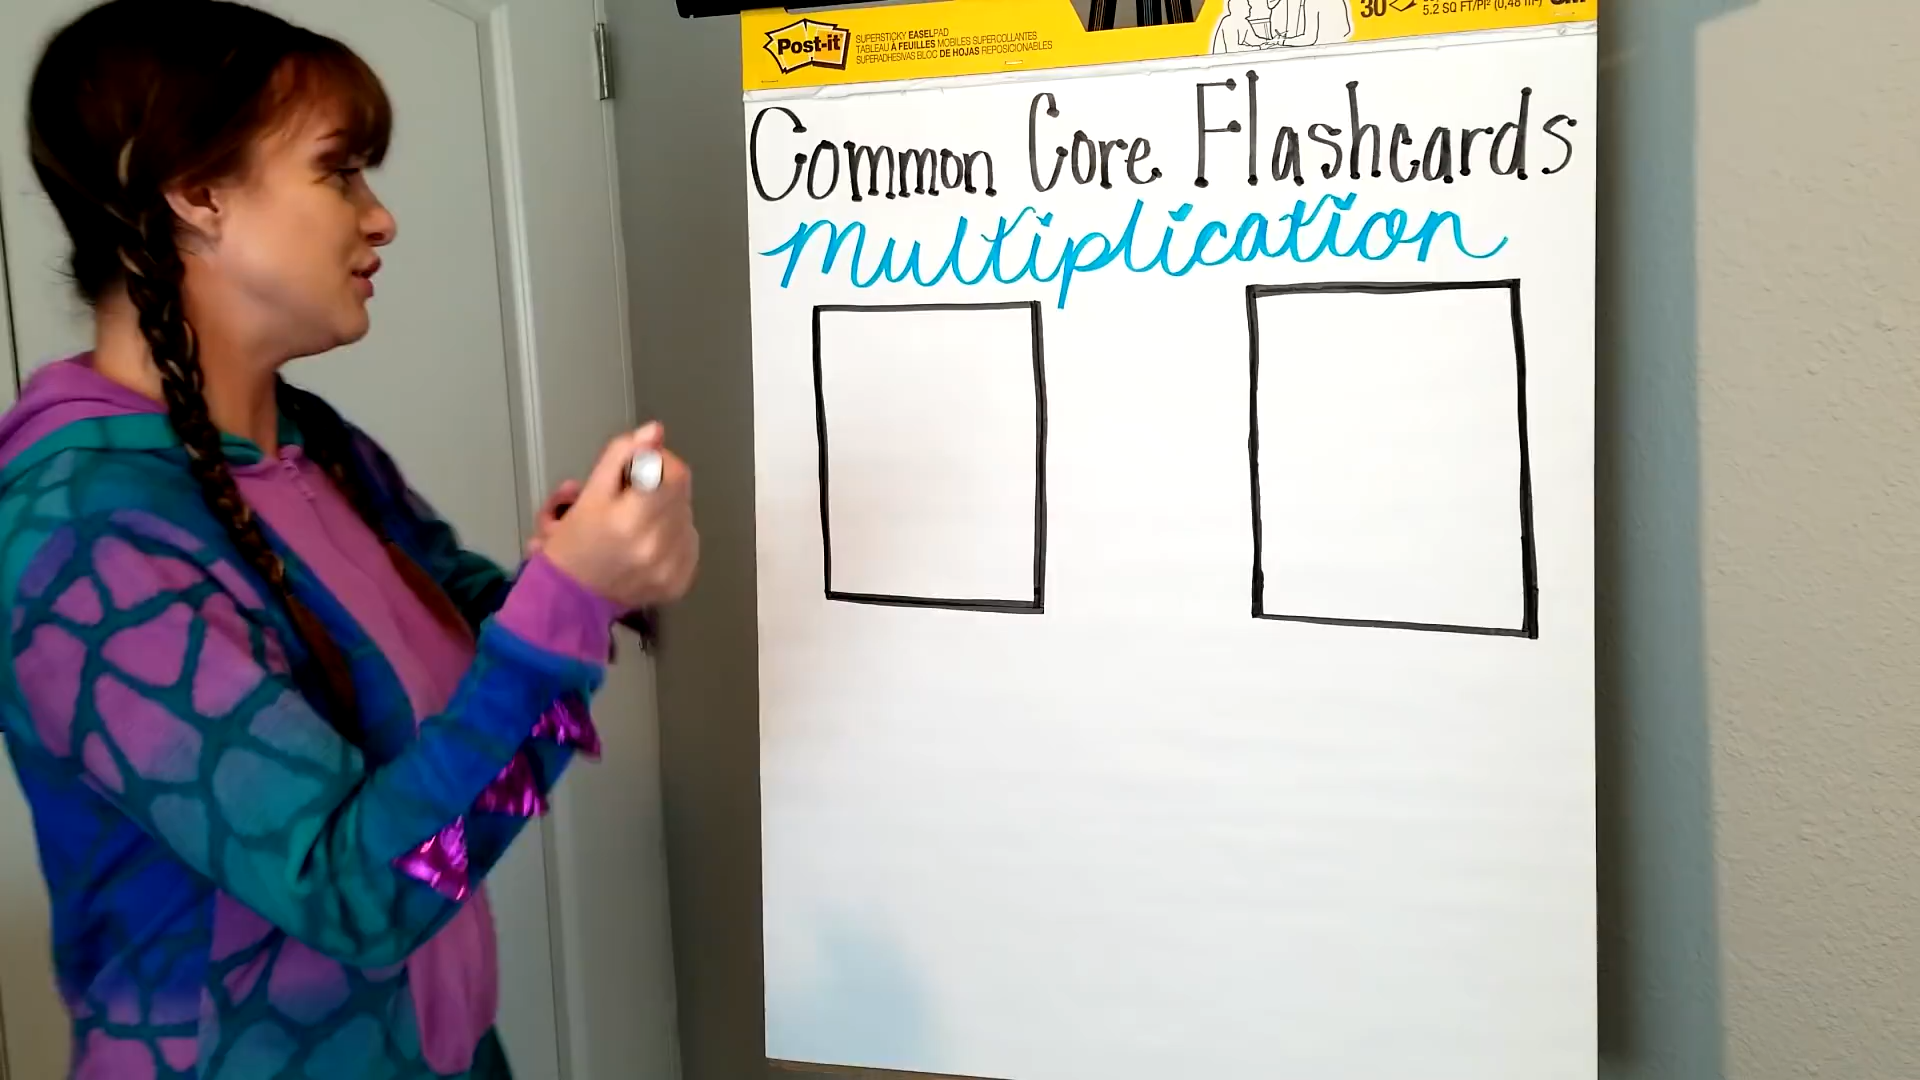 Post-it
SUPERSTICKY EASELPAD
TABLEAU À FEUILLES MOBILES SUPERCOLLANTES
SUPERADHESIVAS BLOC DE HOJAS REPOSICIONABLES
30
5.2 SQ FT/PI² (0,48 m²)
Common Core Flashcards
Multiplication